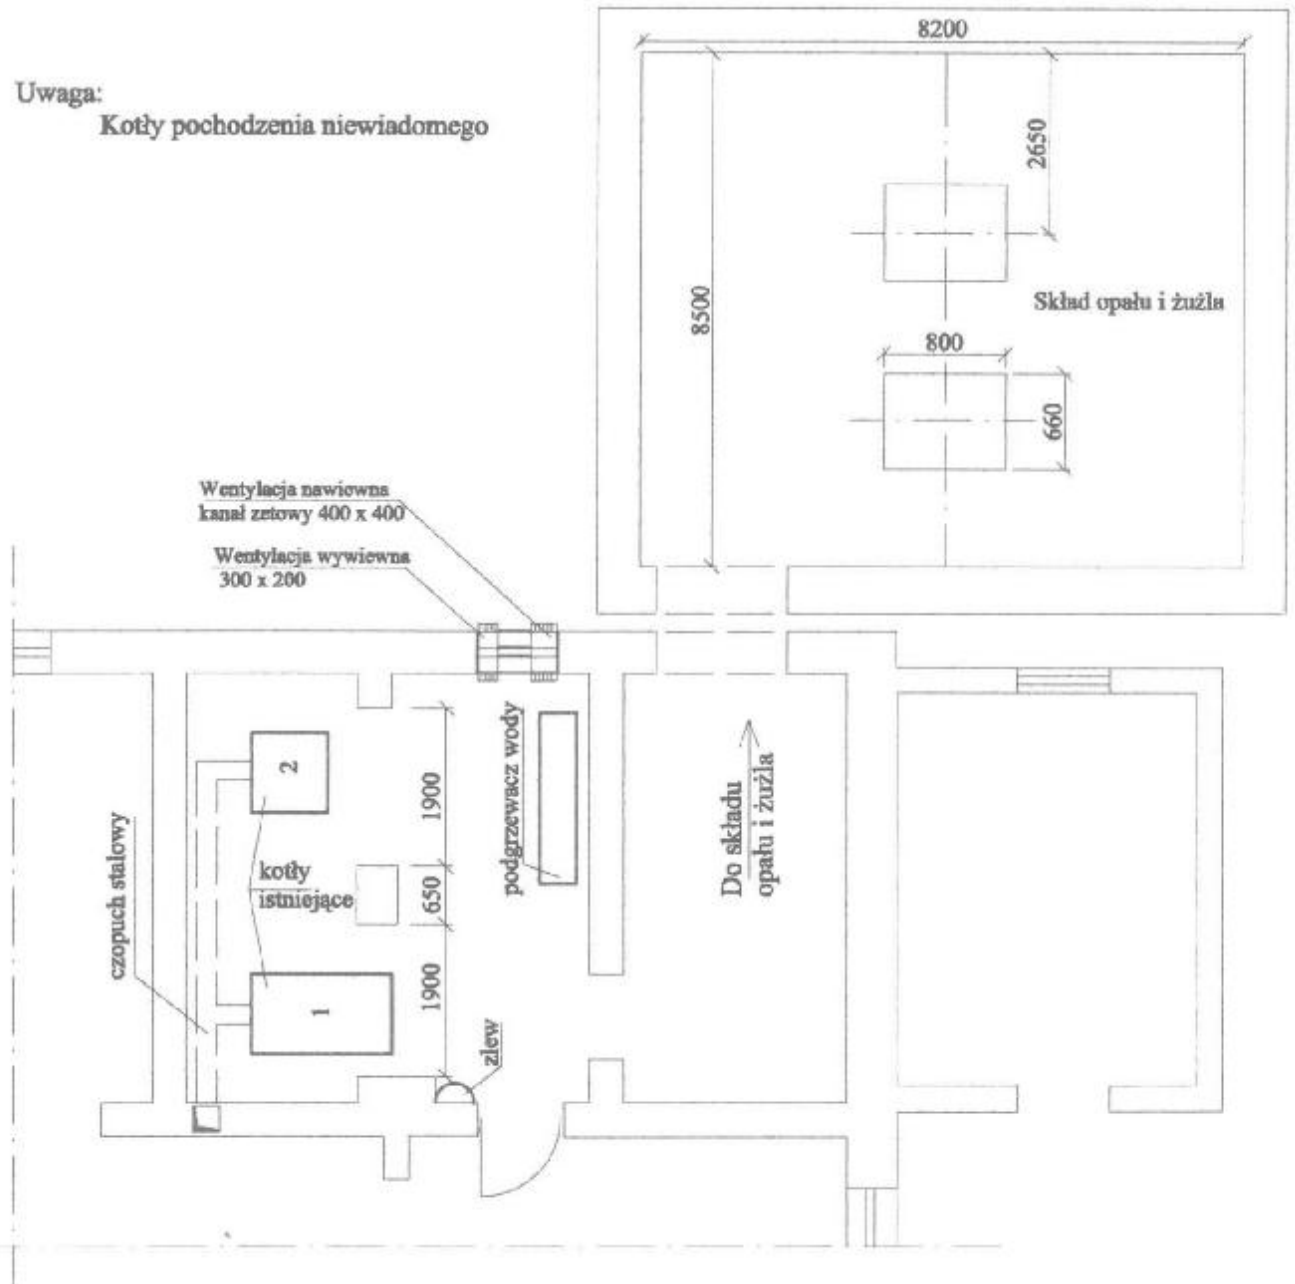 8200
Uwaga:
Kotły pochodzenia niewiadomego
2650
8500
Skład opału i żużla
800
660
Wentylacja nawiewna
kanał zetowy 400 x 400
Wentylacja wywiewna
300 x 200
2
1900
podgrzewacz wody
Do składu
opału i żużla
czopuch stalowy
kotły
istniejące
650
1900
1
zlew